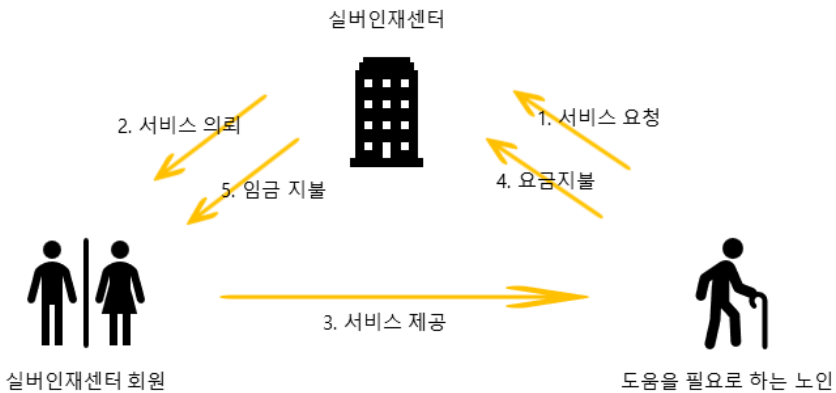 실버인재센터
1. 서비스 요청
2. 서비스 의뢰
4. 요금지불
5. 임금 지불
3. 서비스 제공
실버인재센터 회원
도움을 필요로 하는 노인